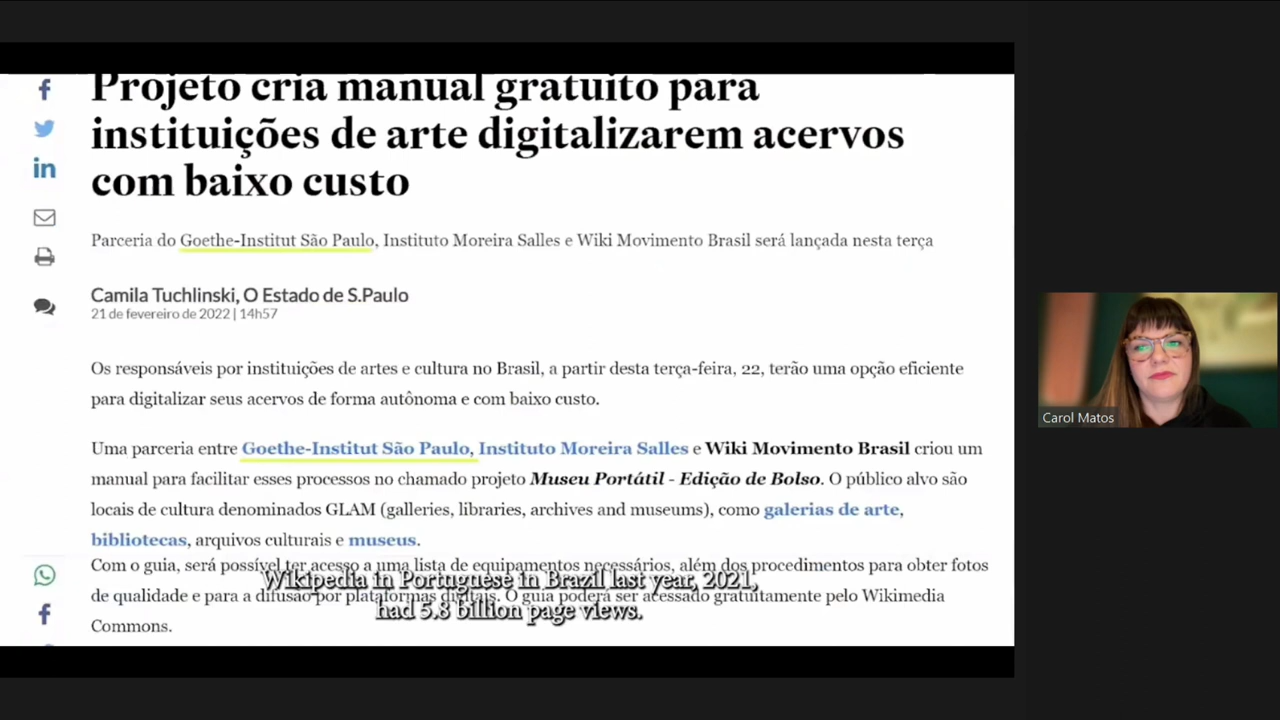 Projeto cria manual gratuito para
instituições de arte digitalizarem acervos
com baixo custo
Parceria do Goethe-Institut São Paulo, Instituto Moreira Salles e Wiki Movimento Brasil será lançada nesta terça
Camila Tuchlinski, O Estado de S.Paulo
21 de fevereiro de 2022 | 14h57
Os responsáveis por instituições de artes e cultura no Brasil, a partir desta terça-feira, 22, terão uma opção eficiente
para digitalizar seus acervos de forma autônoma e com baixo custo.
Uma parceria entre Goethe-Institut São Paulo, Instituto Moreira Salles e Wiki Movimento Brasil criou um
manual para facilitar esses processos no chamado projeto Museu Portátil - Edição de Bolso. O público alvo são
locais de cultura denominados GLAM (galleries, libraries, archives and museums), como galerias de arte,
bibliotecas, arquivos culturais e museus.
Com o guia, será possível ter acesso a uma lista de equipamentos necessários, além dos procedimentos para obter fotos
de qualidade e para a difusão por plataformas digitais. O guia poderá ser acessado gratuitamente pelo Wikimedia
Commons.
Wikipedia in Portuguese in Brazil last year, 2021,
had 5.8 billion page views.
Carol Matos